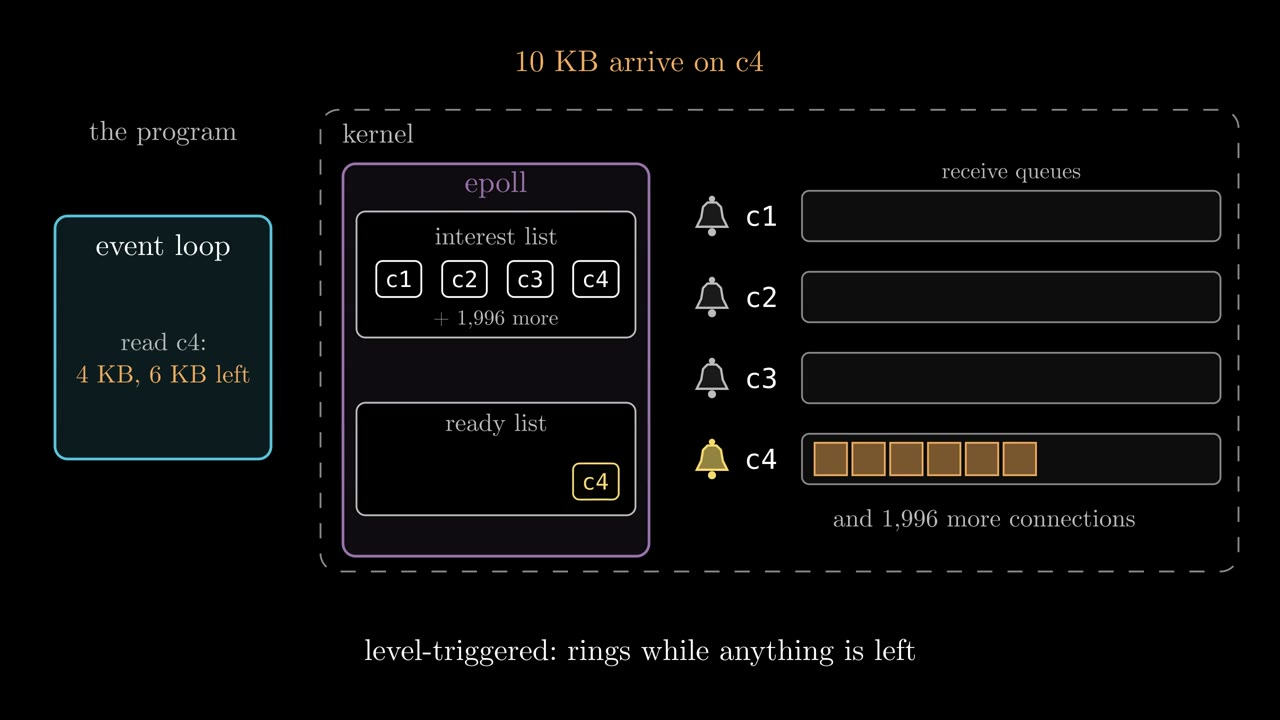 10 KB arrive on c4
the program
kernel
event loop
read c4:
4 KB, 6 KB left
epoll
interest list
c1 c2 c3 c4
+ 1,996 more
ready list
c4
receive queues
c1
c2
c3
c4
and 1,996 more connections
level-triggered: rings while anything is left